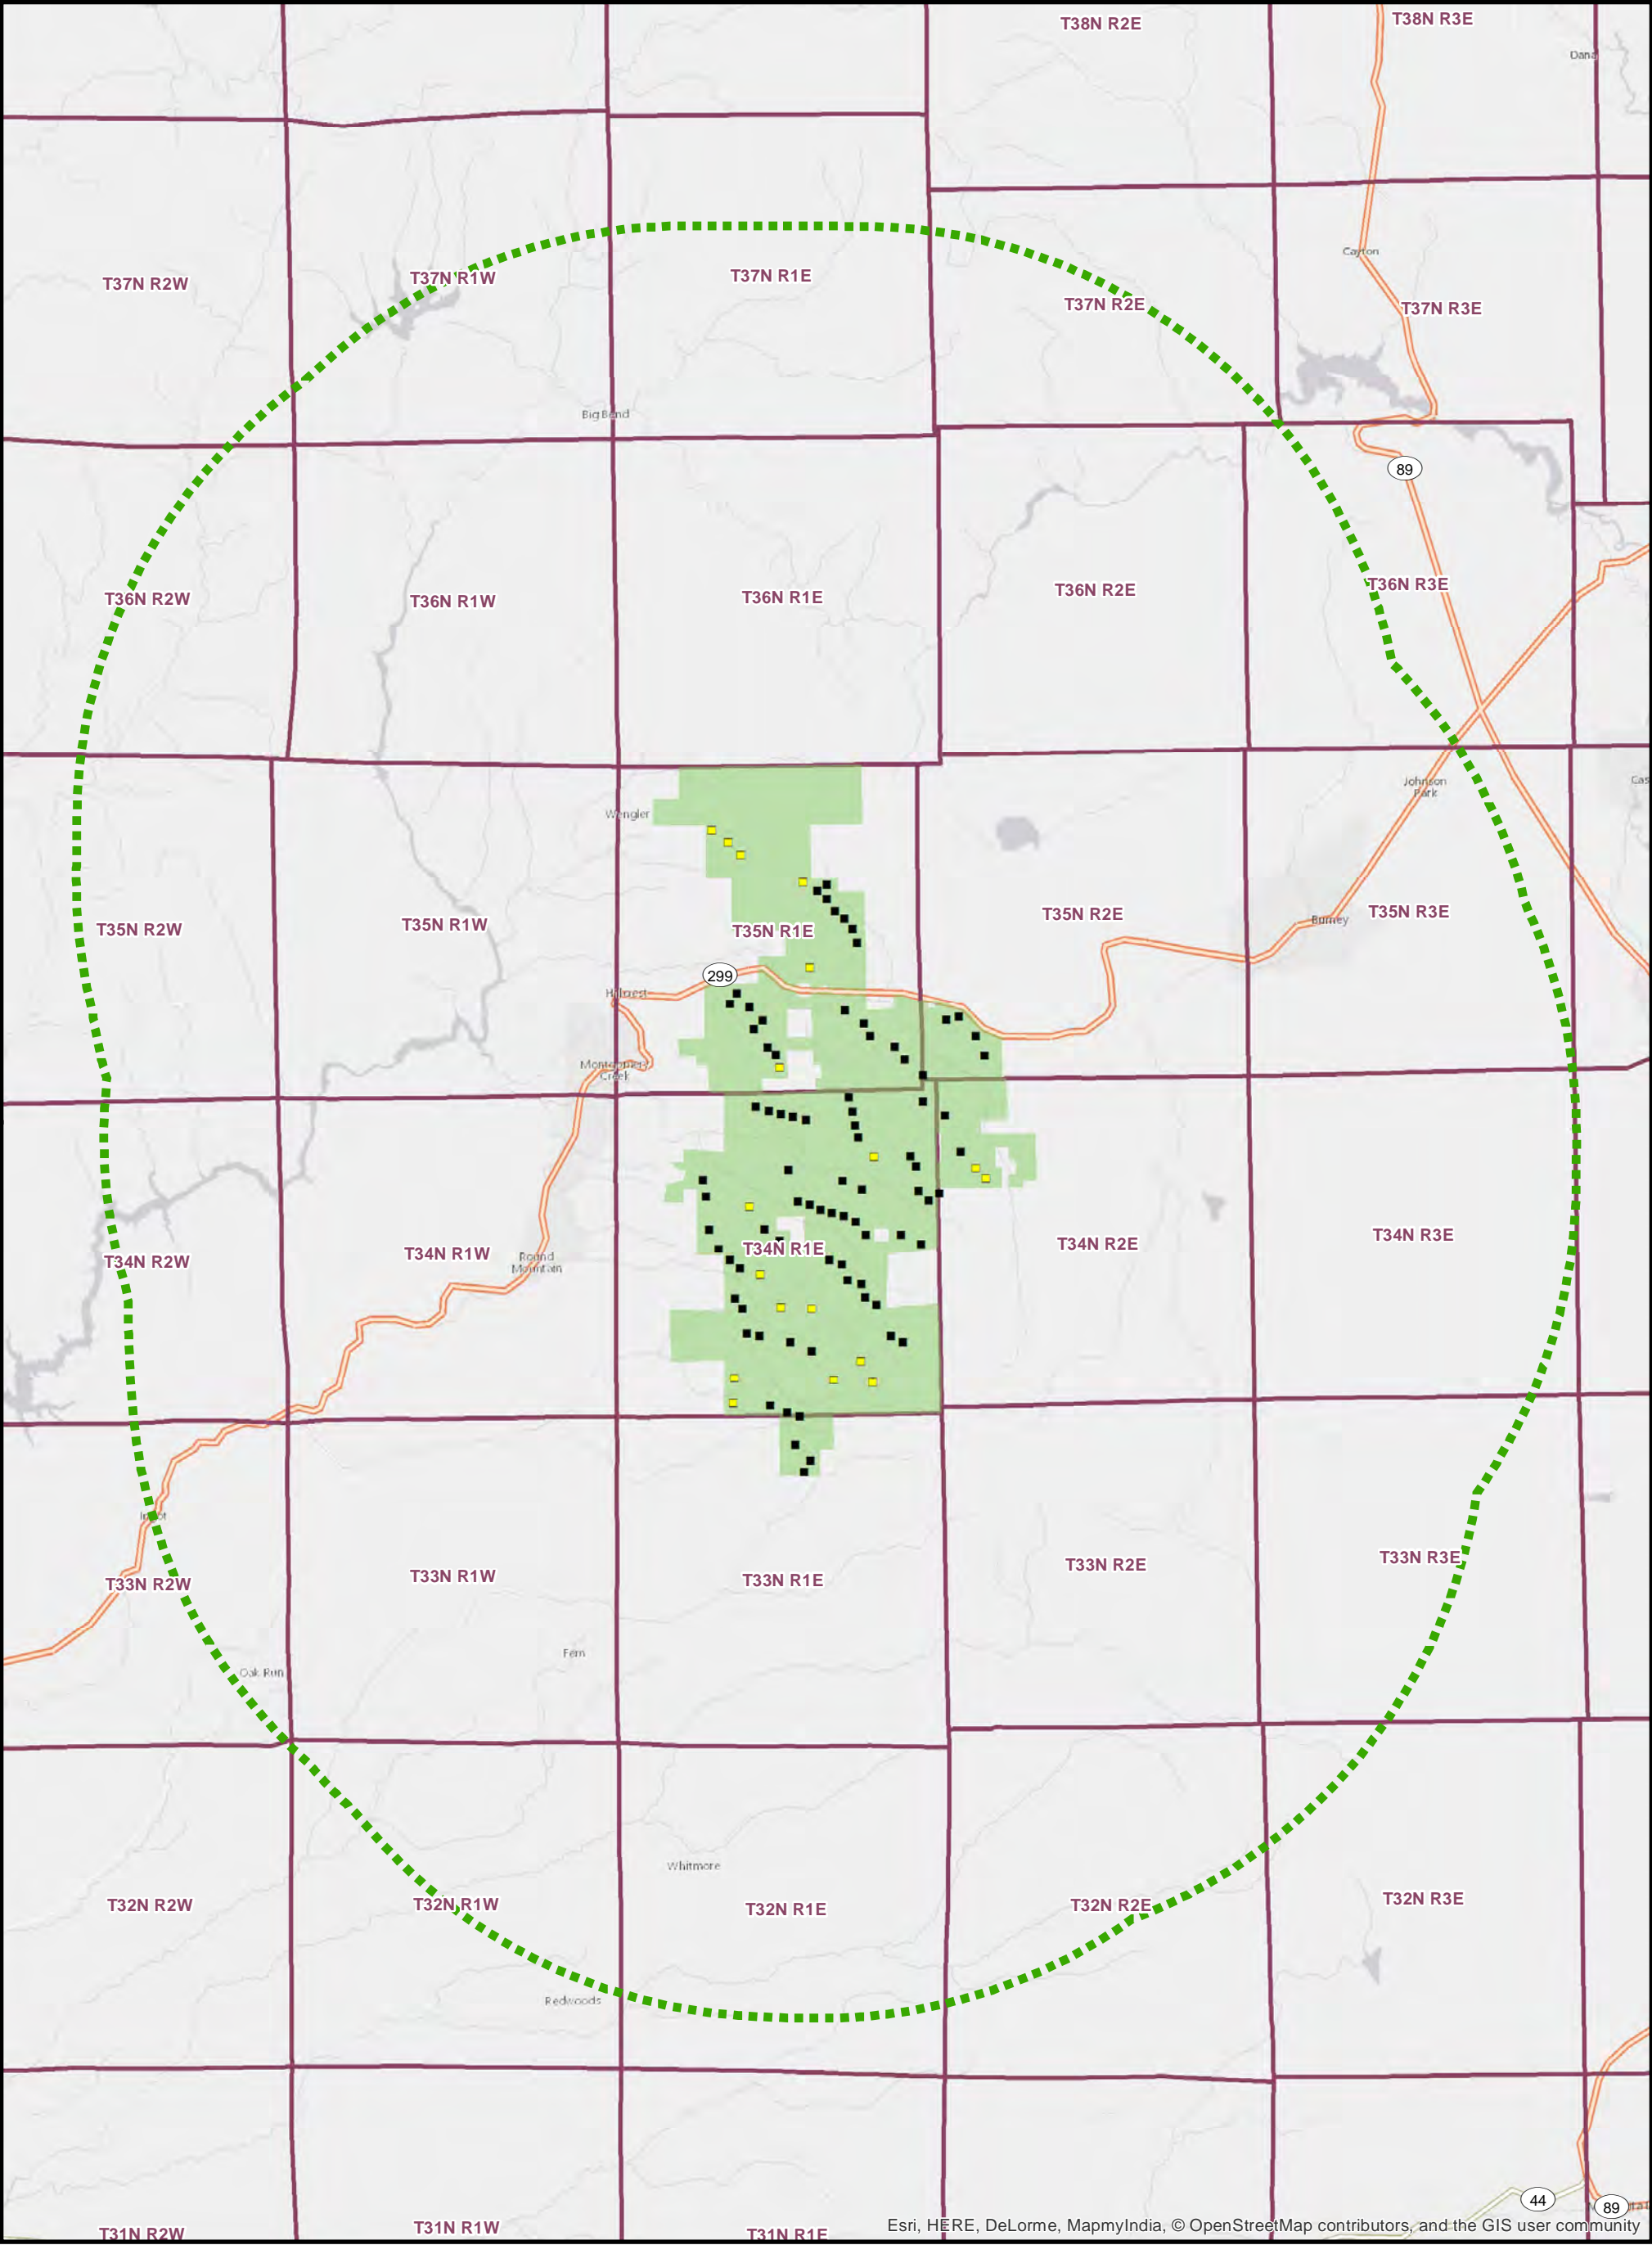 T38N R2E
T38N R3E
Dana
Cayton
T37N R2W
T37N R1W
T37N R1E
T37N R2E
T37N R3E
Big Bend
89
T36N R2W
T36N R1W
T36N R1E
T36N R2E
T36N R3E
Wengler
Johnson
Park
Cas
T35N R2W
T35N R1W
T35N R1E
T35N R2E
Burney
T35N R3E
299
Hillcrest
Montgomery
Creek
T34N R2W
T34N R1W
Round
Mountain
T34N R1E
T34N R2E
T34N R3E
Ingot
T33N R2W
T33N R1W
T33N R1E
T33N R2E
T33N R3E
Fern
Oak Run
Whitmore
T32N R2W
T32N R1W
T32N R1E
T32N R2E
T32N R3E
Redwoods
44
89
T31N R2W
T31N R1W
T31N R1E
Esri, HERE, DeLorme, MapmyIndia, © OpenStreetMap contributors, and the GIS user community